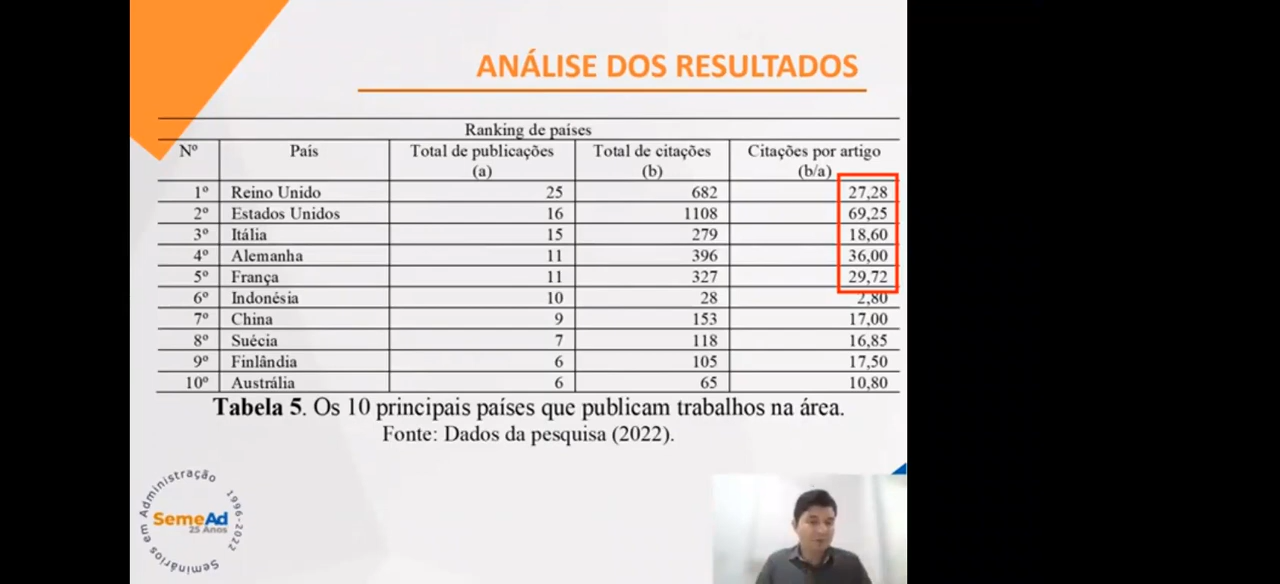 ANÁLISE DOS RESULTADOS
Ranking de países
Nº País Total de publicações (a) Total de citações (b) Citações por artigo (b/a)
1º Reino Unido 25 682 27,28
2º Estados Unidos 16 1108 69,25
3º Itália 15 279 18,60
4º Alemanha 11 396 36,00
5º França 11 327 29,72
6º Indonésia 10 28 2,80
7º China 9 153 17,00
8º Suécia 7 118 16,85
9º Finlândia 6 105 17,50
10º Austrália 6 65 10,80
Tabela 5. Os 10 principais países que publicam trabalhos na área.
Fonte: Dados da pesquisa (2022).
Seminários em Administração 1996-2022
SemeAd
25 Anos